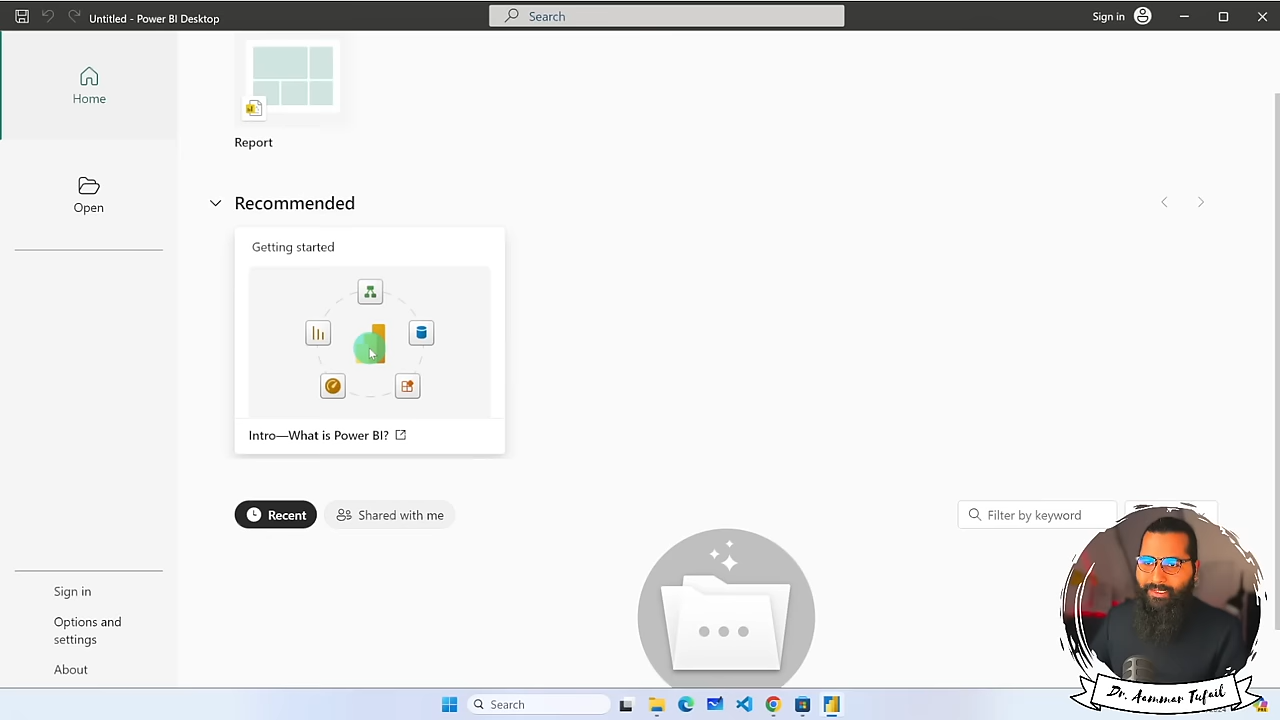 Untitled - Power BI Desktop
Search
Sign in
Home
Open
Report
Recommended
Getting started
Intro—What is Power BI?
Recent
Shared with me
Filter by keyword
Sign in
Options and
settings
About
Dr. Aammar Tufail
Search